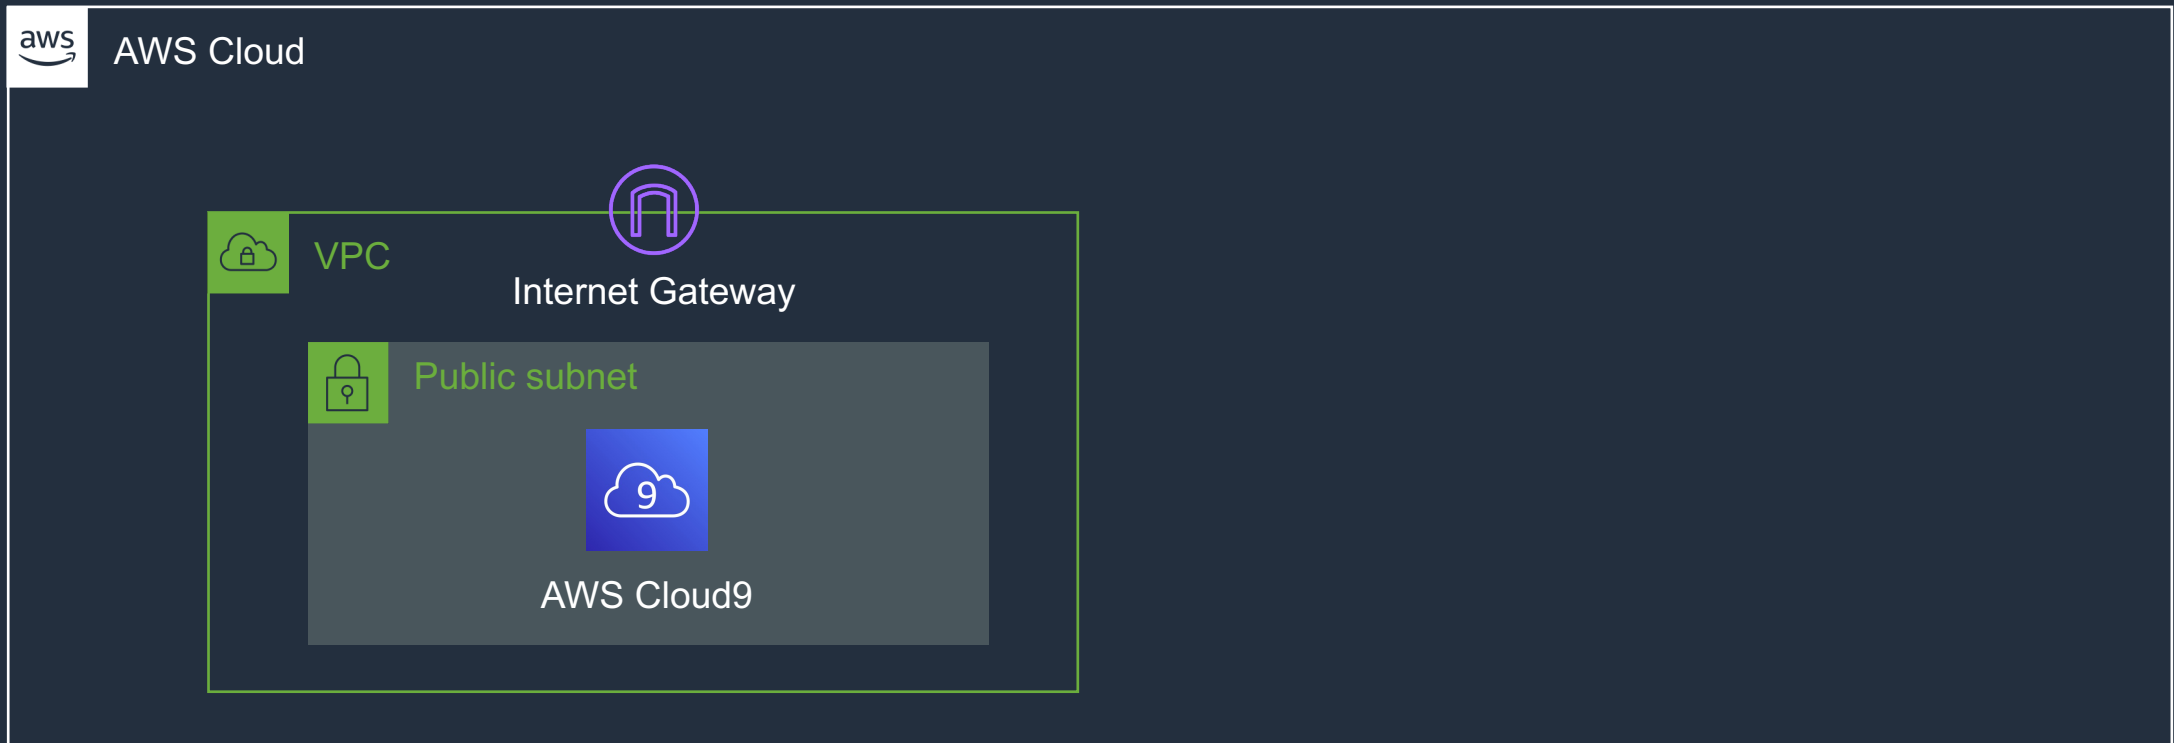 aws
AWS Cloud
VPC
Internet Gateway
Public subnet
9
AWS Cloud9